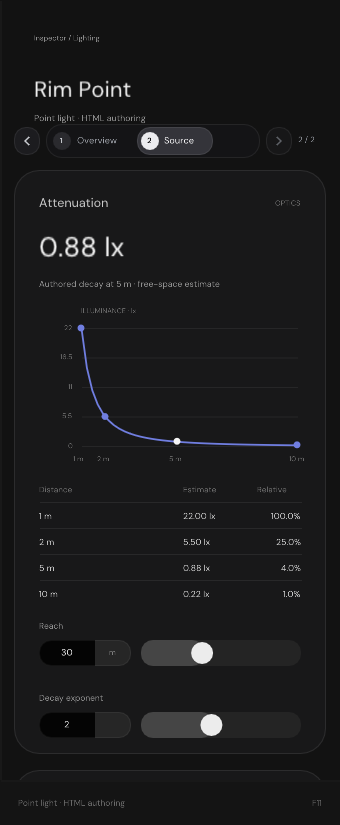 Inspector / Lighting
Rim Point
Point light · HTML authoring
1 Overview 2 Source 2 / 2
Attenuation OPTICS
0.88 lx
Authored decay at 5 m · free-space estimate
ILLUMINANCE · lx
22
16.5
11
5.5
0
1 m 2 m 5 m 10 m
Distance Estimate Relative
1 m 22.00 lx 100.0%
2 m 5.50 lx 25.0%
5 m 0.88 lx 4.0%
10 m 0.22 lx 1.0%
Reach
30 m
Decay exponent
2
Point light · HTML authoring F11